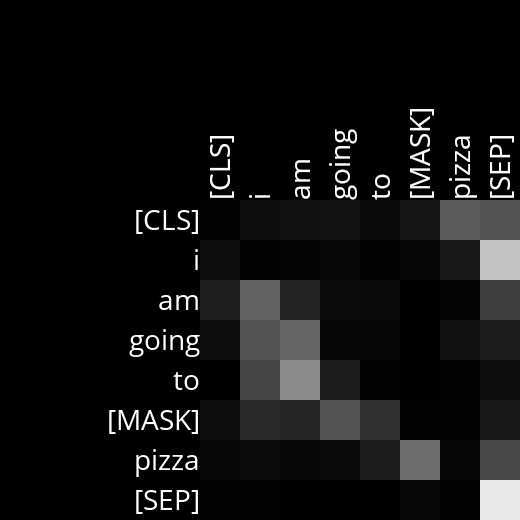 [CLS] i am going to [MASK] pizza [SEP]
[CLS]
i
am
going
to
[MASK]
pizza
[SEP]